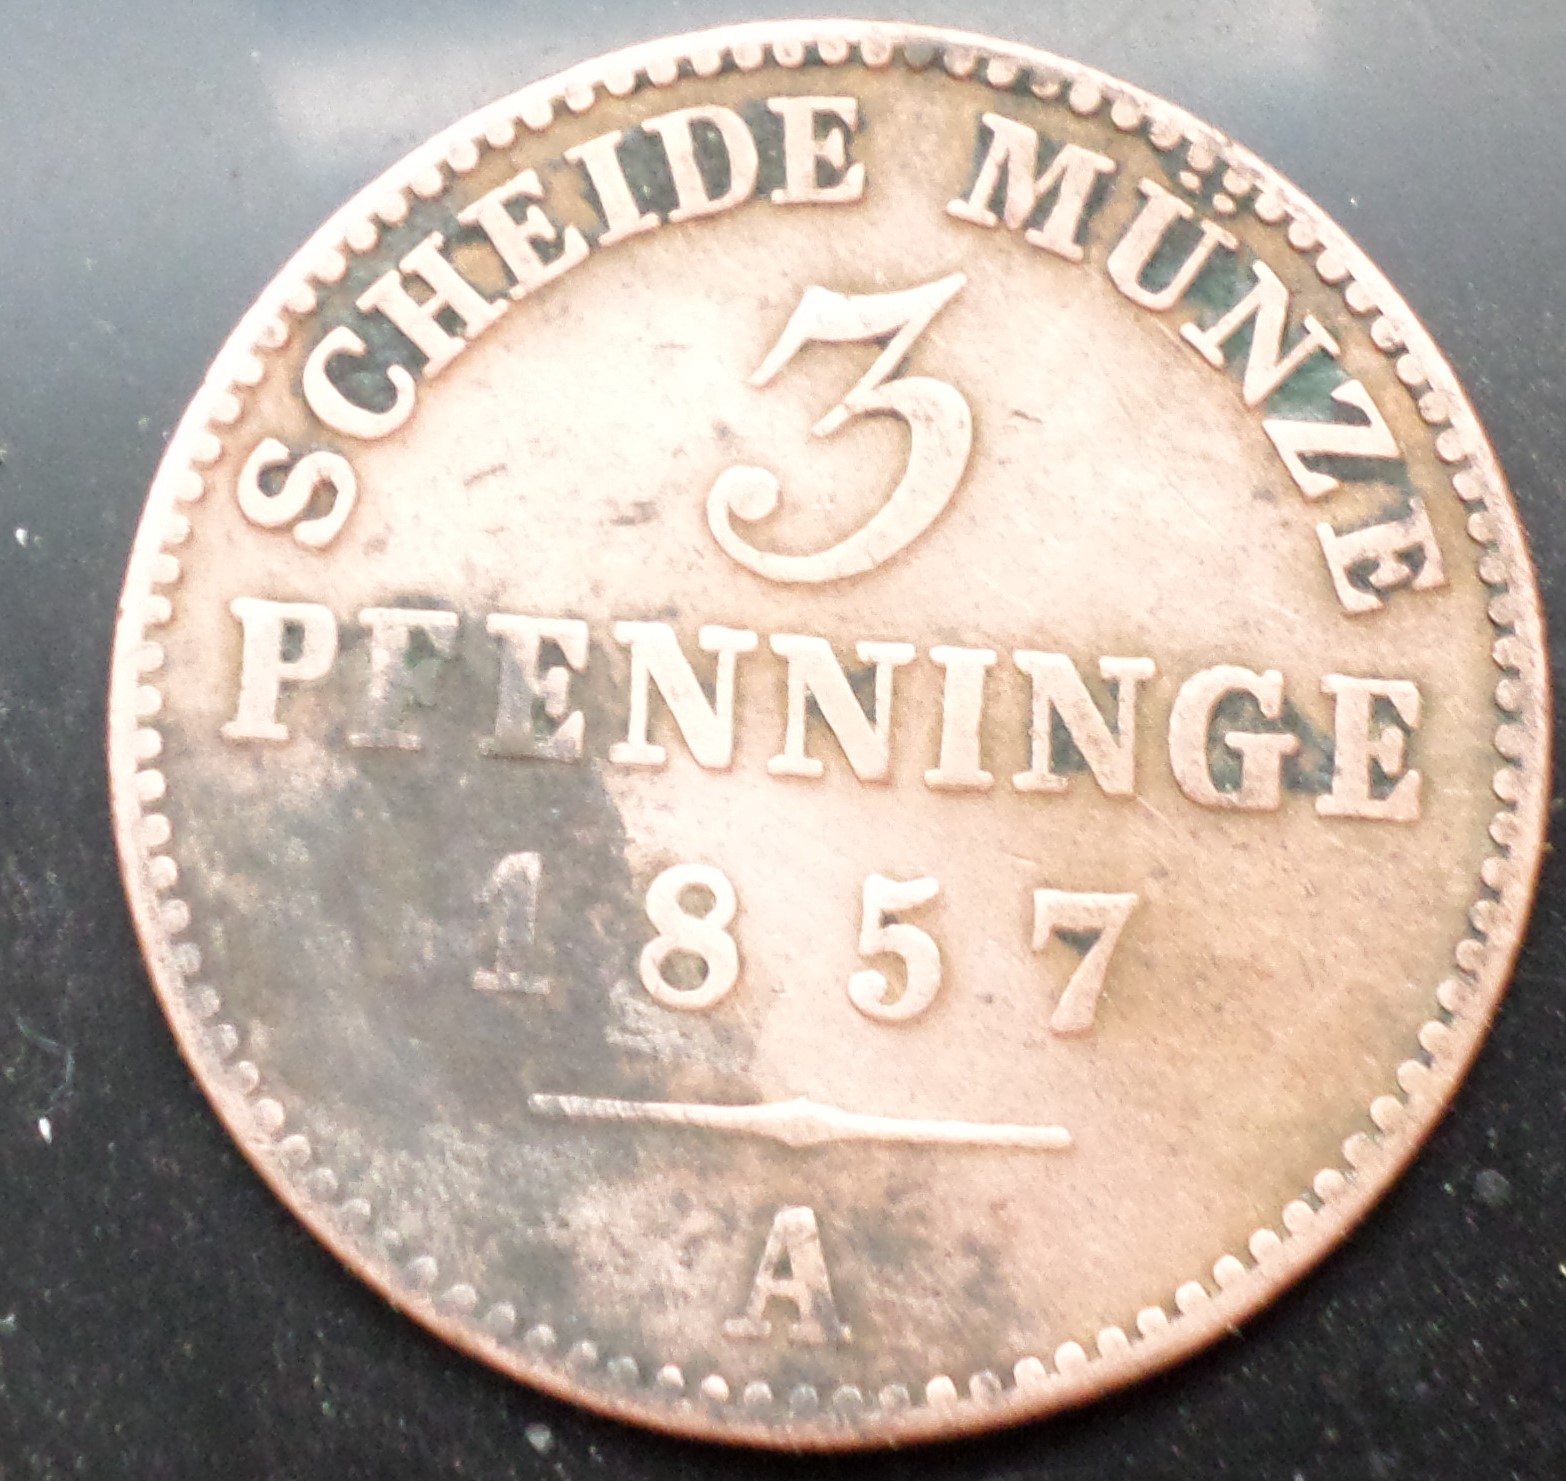 SCHEIDE MÜNZE
3
PFENNINGE
1857
A